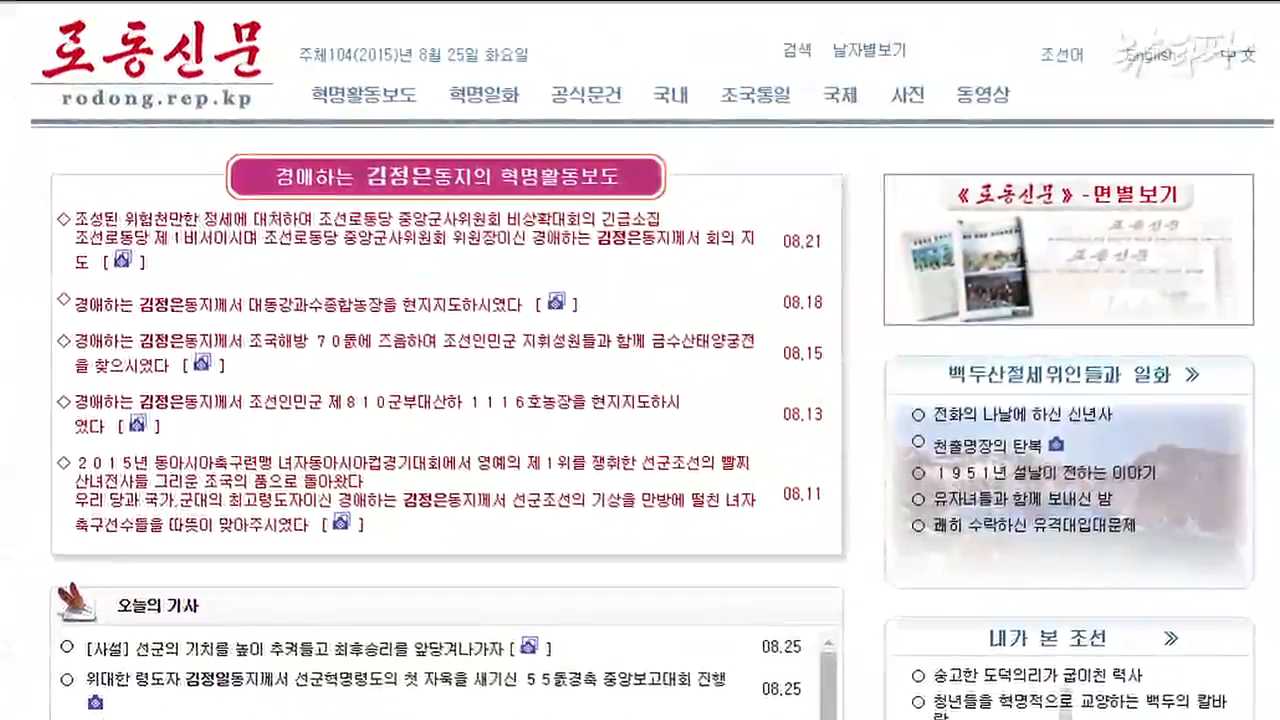 로동신문
rodong.rep.kp
주체104(2015)년 8월 25일 화요일
검색 날자별보기
조선어 English 中文
뉴스타파
혁명활동보도 혁명일화 공식문건 국내 조국통일 국제 사진 동영상
경애하는 김정은동지의 혁명활동보도
◇ 조성된 위험천만한 정세에 대처하여 조선로동당 중앙군사위원회 비상확대회의 긴급소집
조선로동당 제１비서이시며 조선로동당 중앙군사위원회 위원장이신 경애하는 김정은동지께서 회의 지
도 [ ]
08.21
◇ 경애하는 김정은동지께서 대동강과수종합농장을 현지지도하시였다 [ ]
08.18
◇ 경애하는 김정은동지께서 조국해방 ７０돐에 즈음하여 조선인민군 지휘성원들과 함께 금수산태양궁전
을 찾으시였다 [ ]
08.15
◇ 경애하는 김정은동지께서 조선인민군 제８１０군부대산하 １１１６호농장을 현지지도하시
였다 [ ]
08.13
◇ ２０１５년 동아시아축구련맹 녀자동아시아컵경기대회에서 영예의 제１위를 쟁취한 선군조선의 빨찌
산녀전사들 그리운 조국의 품으로 돌아왔다
우리 당과 국가,군대의 최고령도자이신 경애하는 김정은동지께서 선군조선의 기상을 만방에 떨친 녀자
축구선수들을 따뜻이 맞아주시였다 [ ]
08.11
오늘의 기사
[사설] 선군의 기치를 높이 추켜들고 최후승리를 앞당겨나가자 [ ]
08.25
위대한 령도자 김정일동지께서 선군혁명령도의 첫 자욱을 새기신 ５５돐경축 중앙보고대회 진행
08.25
《로동신문》-면별보기
로동신문
로동신문
백두산절세위인들과 일화 》
전화의 나날에 하신 신년사
천출명장의 탄복
１９５１년 설날이 전하는 이야기
유자녀들과 함께 보내신 밤
쾌히 수락하신 유격대입대문제
내가 본 조선 》
숭고한 도덕의리가 굽이친 력사
청년들을 혁명적으로 교양하는 백두의 칼바
람